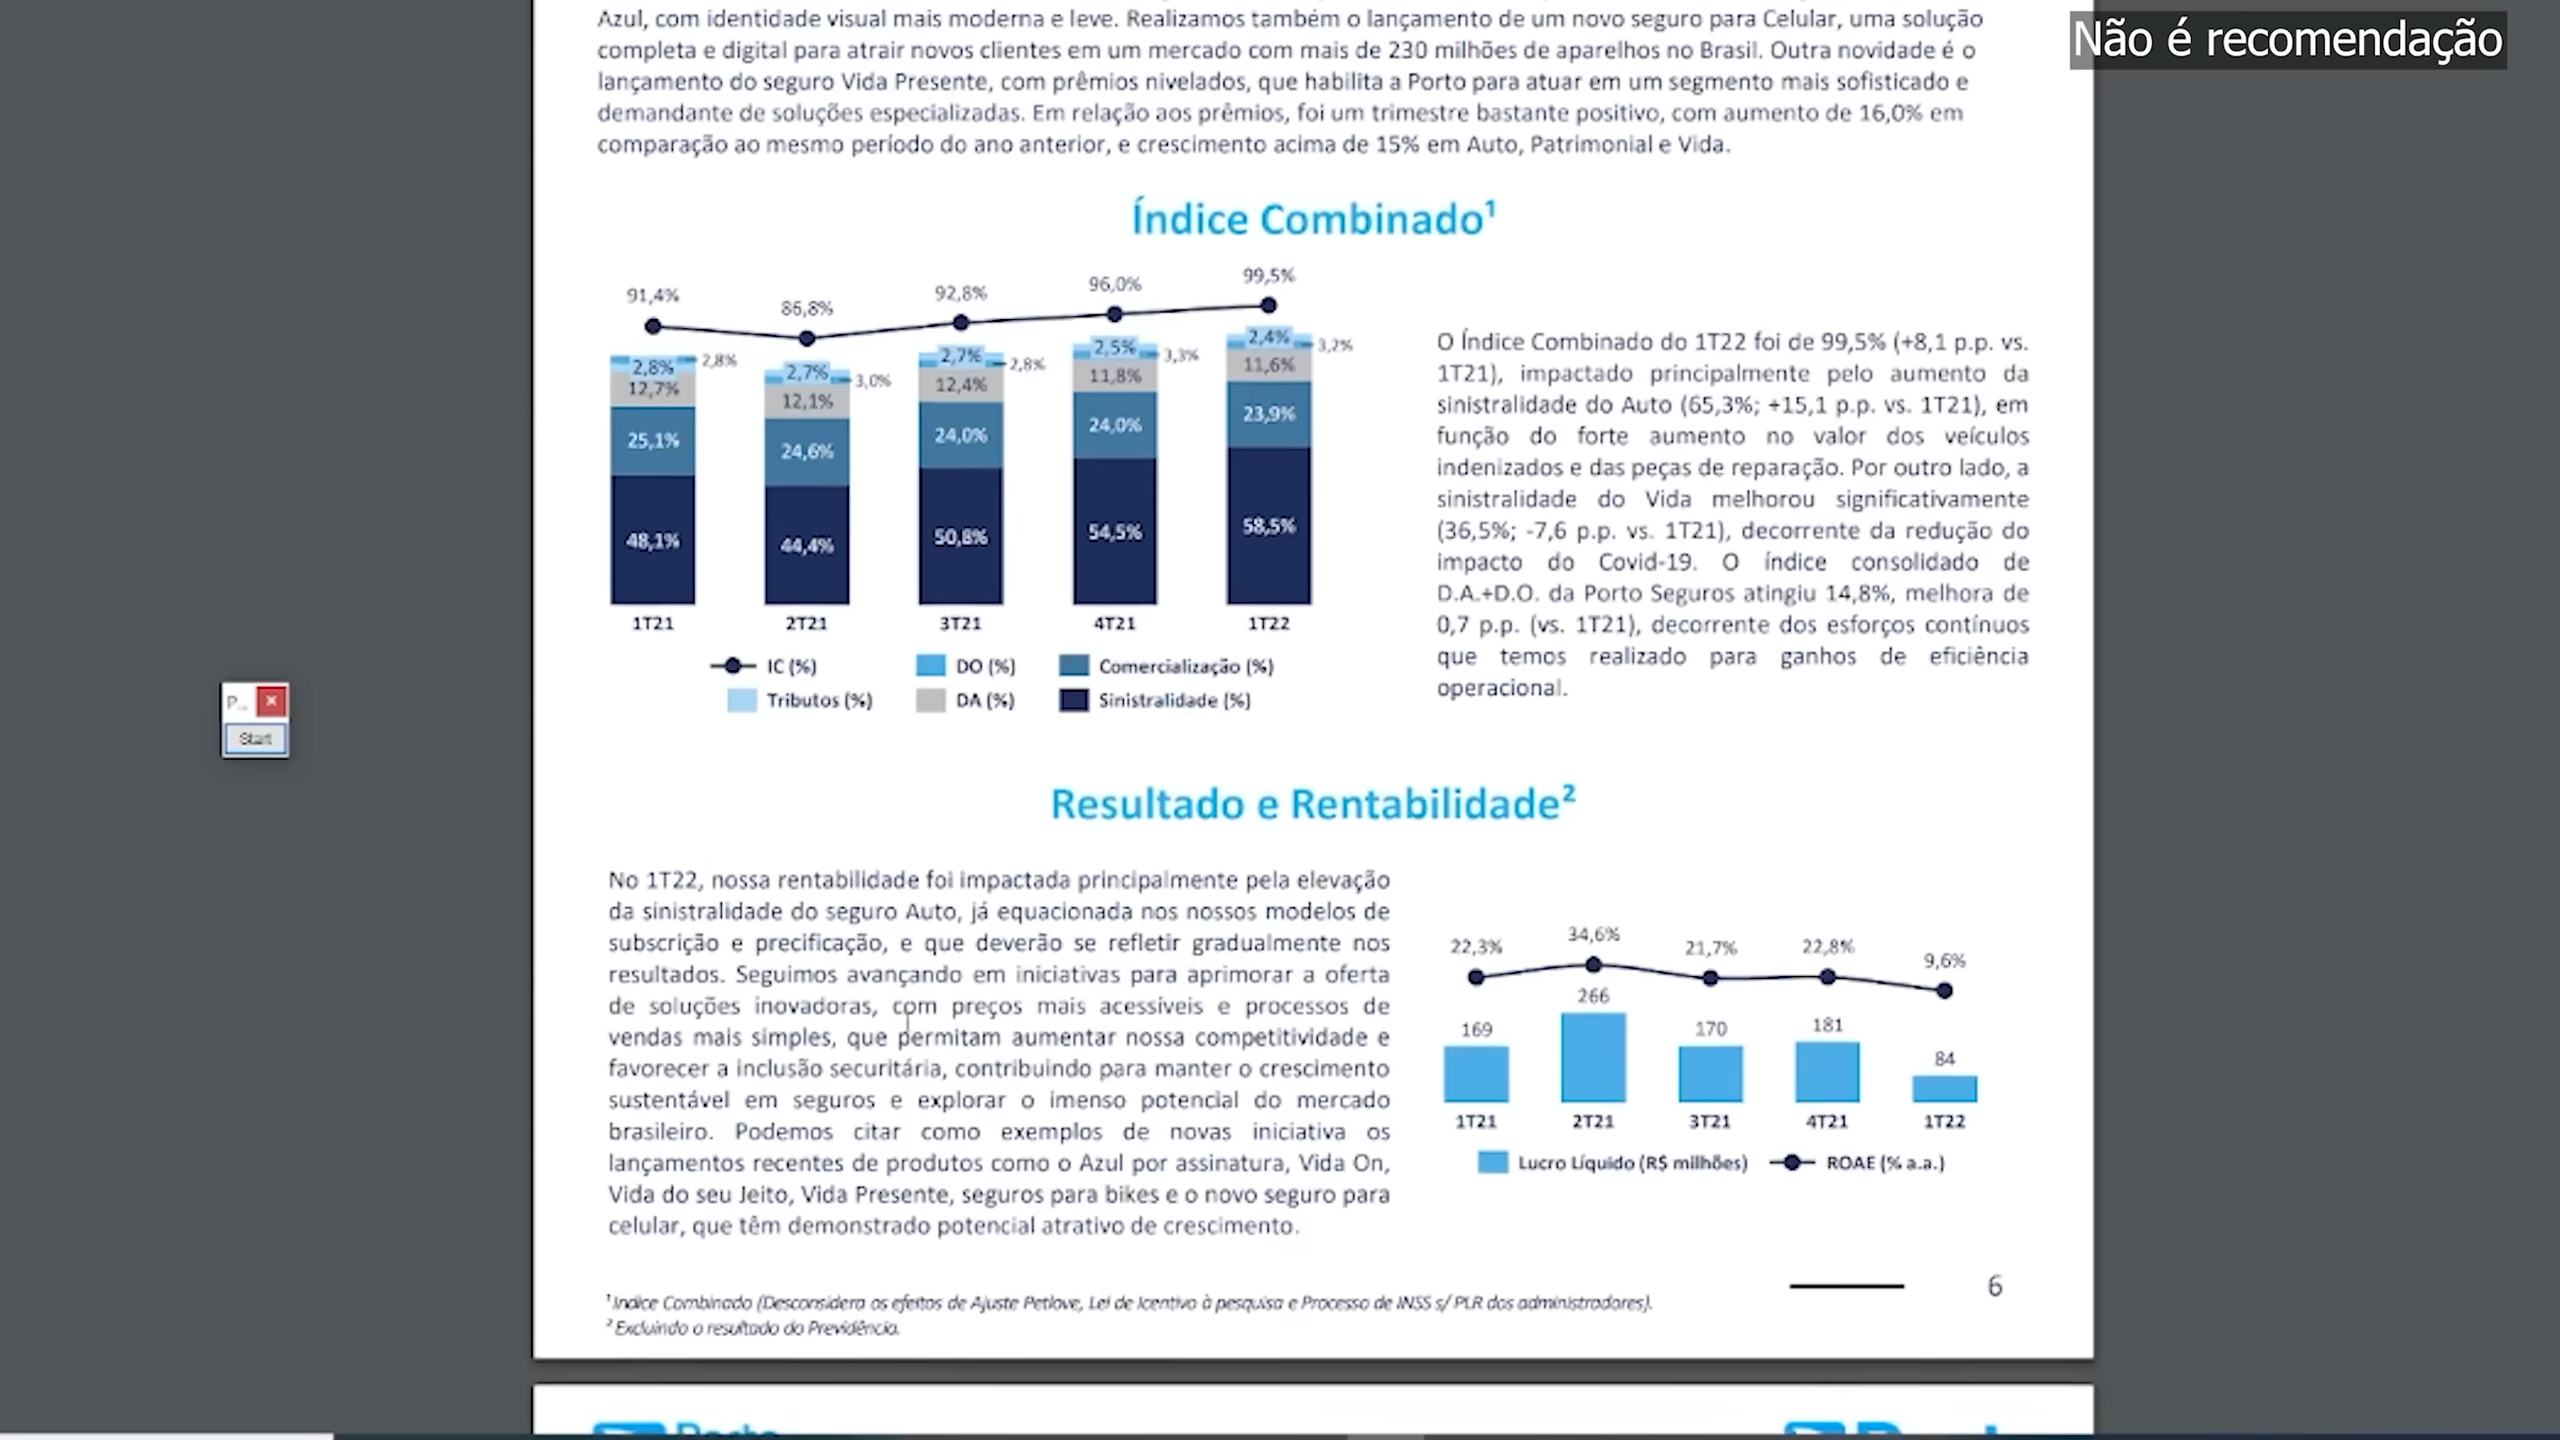 Não é recomendação
Azul, com identidade visual mais moderna e leve. Realizamos também o lançamento de um novo seguro para Celular, uma solução
completa e digital para atrair novos clientes em um mercado com mais de 230 milhões de aparelhos no Brasil. Outra novidade é o
lançamento do seguro Vida Presente, com prêmios nivelados, que habilita a Porto para atuar em um segmento mais sofisticado e
demandante de soluções especializadas. Em relação aos prêmios, foi um trimestre bastante positivo, com aumento de 16,0% em
comparação ao mesmo período do ano anterior, e crescimento acima de 15% em Auto, Patrimonial e Vida.
Índice Combinado¹
91,4% 86,8% 92,8% 96,0% 99,5%
2,8% 2,8% 2,7% 3,0% 2,7% 2,8% 2,5% 3,3% 2,4% 3,2%
12,7% 12,1% 12,4% 11,8% 11,6%
25,1% 24,6% 24,0% 24,0% 23,9%
48,1% 44,4% 50,8% 54,5% 58,5%
1T21 2T21 3T21 4T21 1T22
IC (%) DO (%) Comercialização (%)
Tributos (%) DA (%) Sinistralidade (%)
O Índice Combinado do 1T22 foi de 99,5% (+8,1 p.p. vs.
1T21), impactado principalmente pelo aumento da
sinistralidade do Auto (65,3%; +15,1 p.p. vs. 1T21), em
função do forte aumento no valor dos veículos
indenizados e das peças de reparação. Por outro lado, a
sinistralidade do Vida melhorou significativamente
(36,5%; -7,6 p.p. vs. 1T21), decorrente da redução do
impacto do Covid-19. O índice consolidado de
D.A.+D.O. da Porto Seguros atingiu 14,8%, melhora de
0,7 p.p. (vs. 1T21), decorrente dos esforços contínuos
que temos realizado para ganhos de eficiência
operacional.
P...
Start
Resultado e Rentabilidade²
No 1T22, nossa rentabilidade foi impactada principalmente pela elevação
da sinistralidade do seguro Auto, já equacionada nos nossos modelos de
subscrição e precificação, e que deverão se refletir gradualmente nos
resultados. Seguimos avançando em iniciativas para aprimorar a oferta
de soluções inovadoras, com preços mais acessíveis e processos de
vendas mais simples, que permitam aumentar nossa competitividade e
favorecer a inclusão securitária, contribuindo para manter o crescimento
sustentável em seguros e explorar o imenso potencial do mercado
brasileiro. Podemos citar como exemplos de novas iniciativa os
lançamentos recentes de produtos como o Azul por assinatura, Vida On,
Vida do seu Jeito, Vida Presente, seguros para bikes e o novo seguro para
celular, que têm demonstrado potencial atrativo de crescimento.
22,3% 34,6% 21,7% 22,8% 9,6%
169 266 170 181 84
1T21 2T21 3T21 4T21 1T22
Lucro Líquido (R$ milhões) ROAE (% a.a.)
6
¹ Indice Combinado (Desconsidera os efeitos de Ajuste Petlove, Lei de Icentivo à pesquisa e Processo de INSS s/ PLR dos administradores).
² Excluindo o resultado do Previdência.